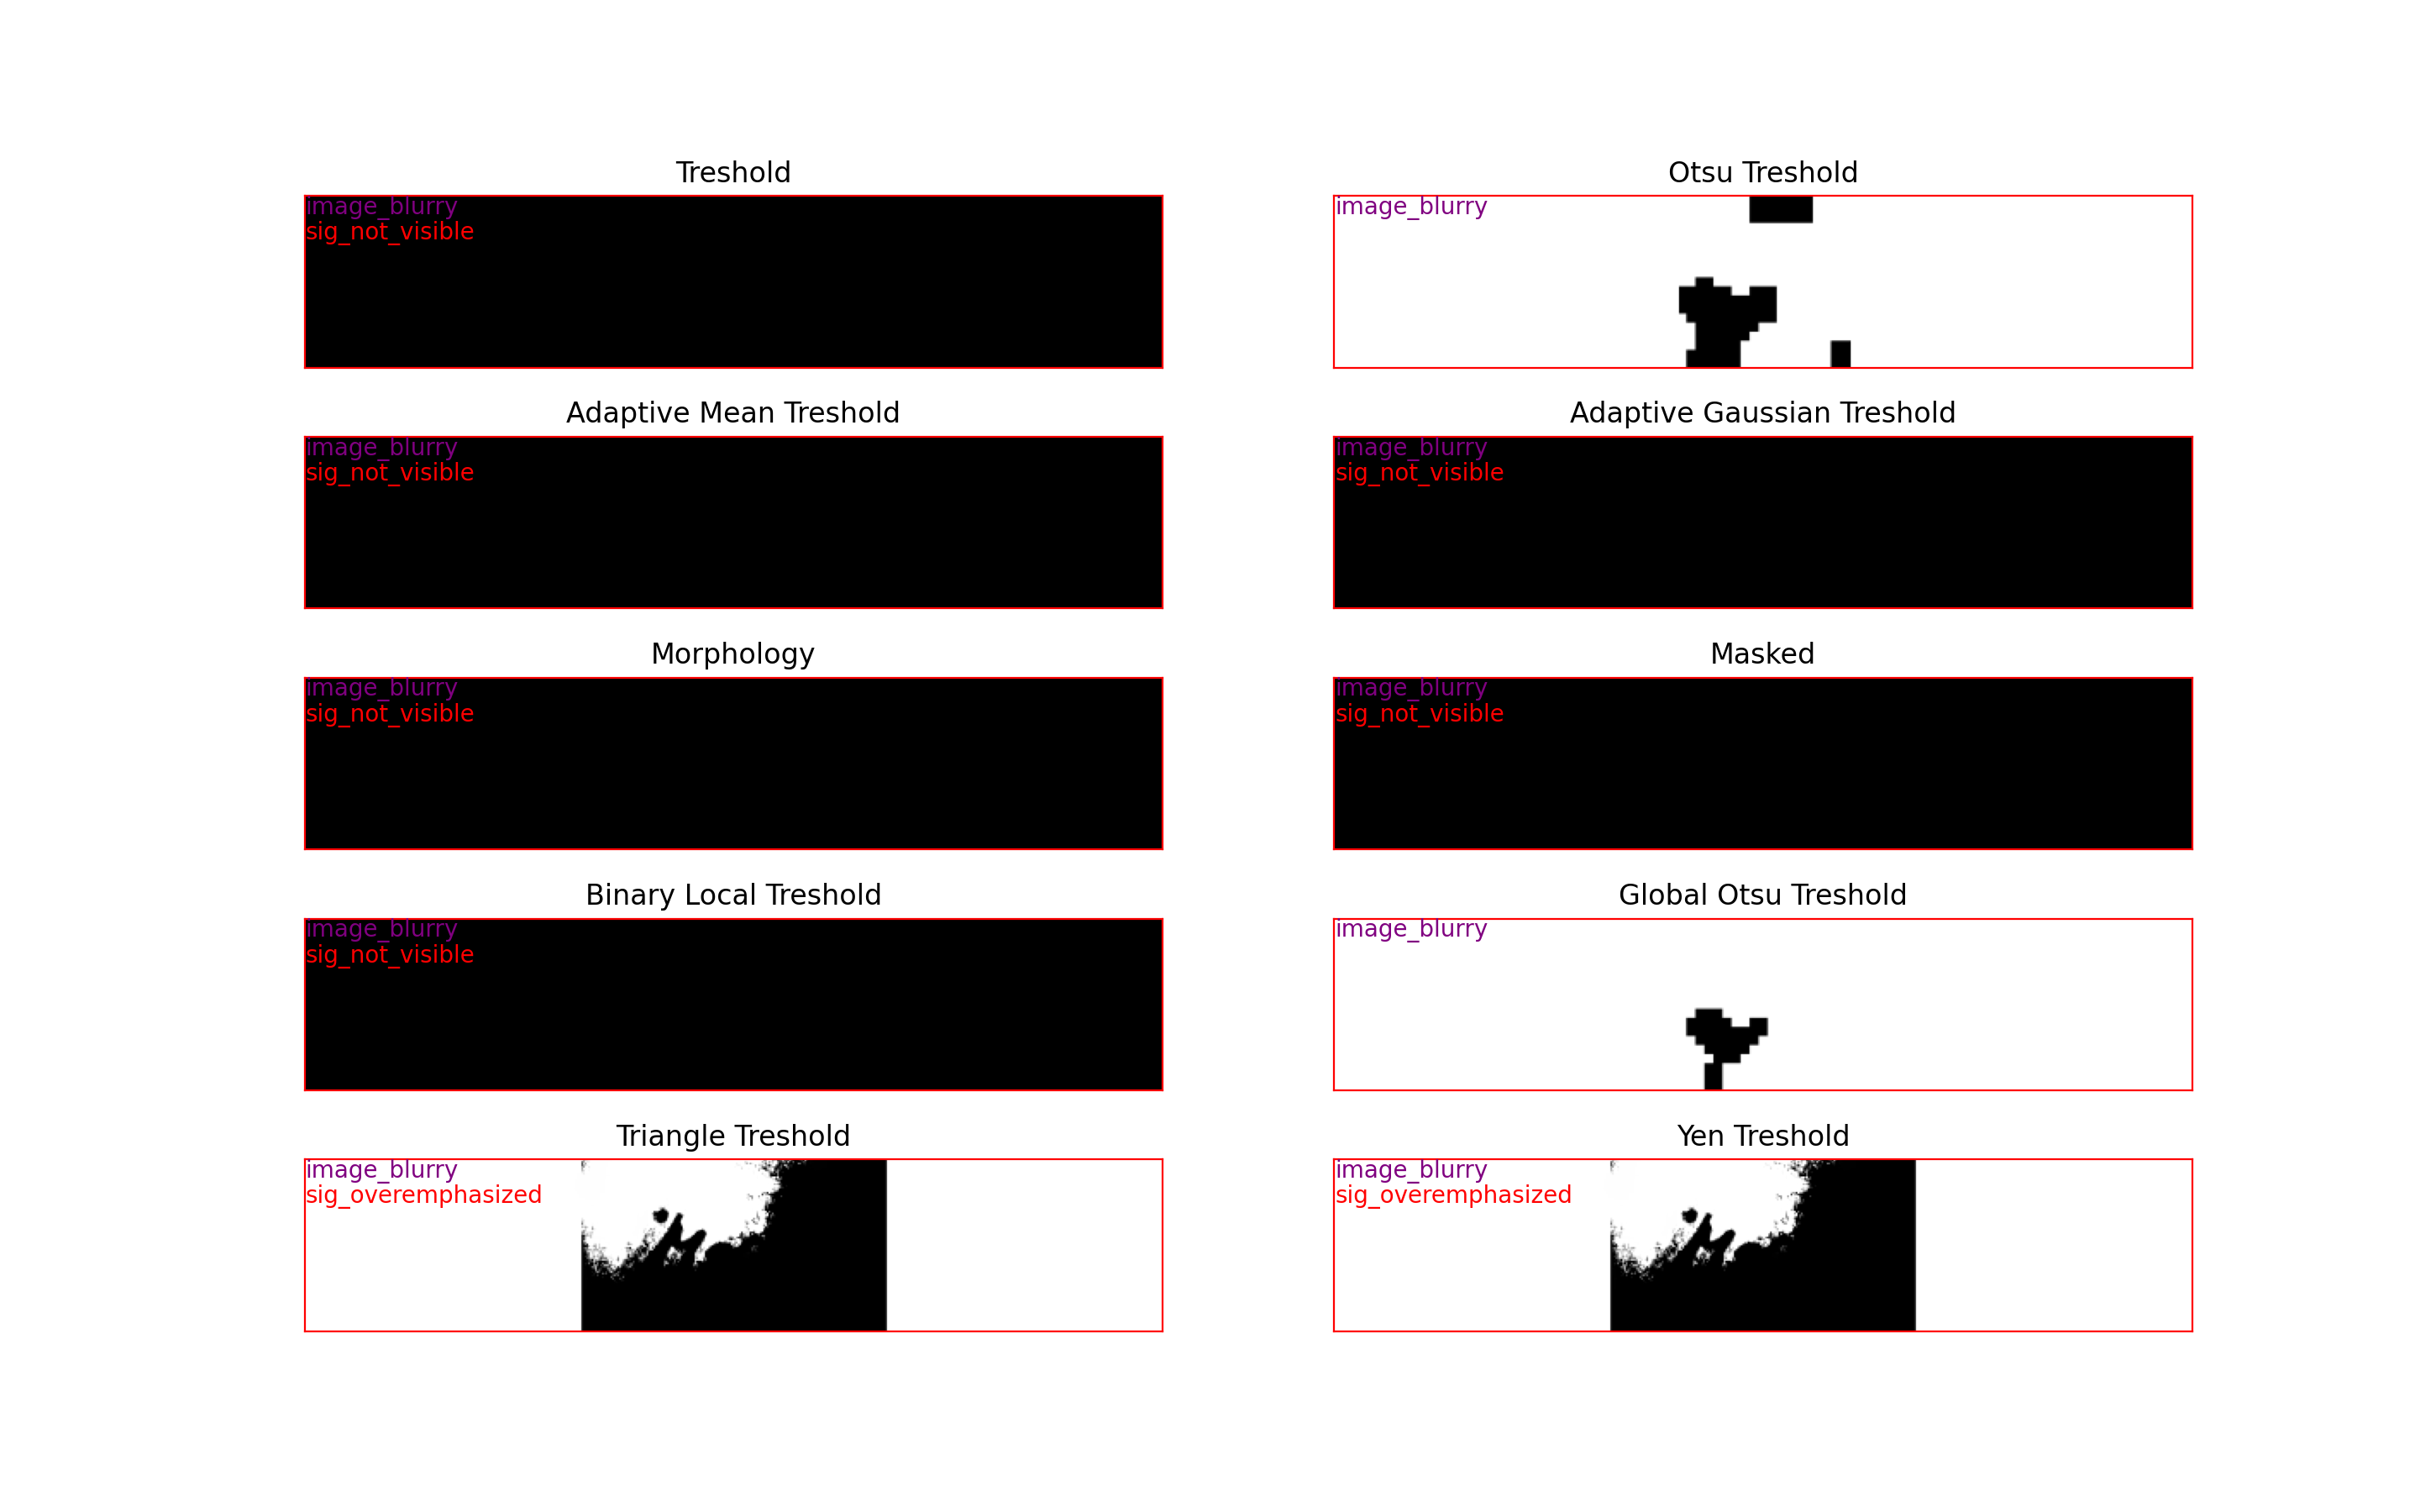 Treshold
image_blurry
sig_not_visible
Otsu Treshold
image_blurry
Adaptive Mean Treshold
image_blurry
sig_not_visible
Adaptive Gaussian Treshold
image_blurry
sig_not_visible
Morphology
image_blurry
sig_not_visible
Masked
image_blurry
sig_not_visible
Binary Local Treshold
image_blurry
sig_not_visible
Global Otsu Treshold
image_blurry
Triangle Treshold
image_blurry
sig_overemphasized
Yen Treshold
image_blurry
sig_overemphasized